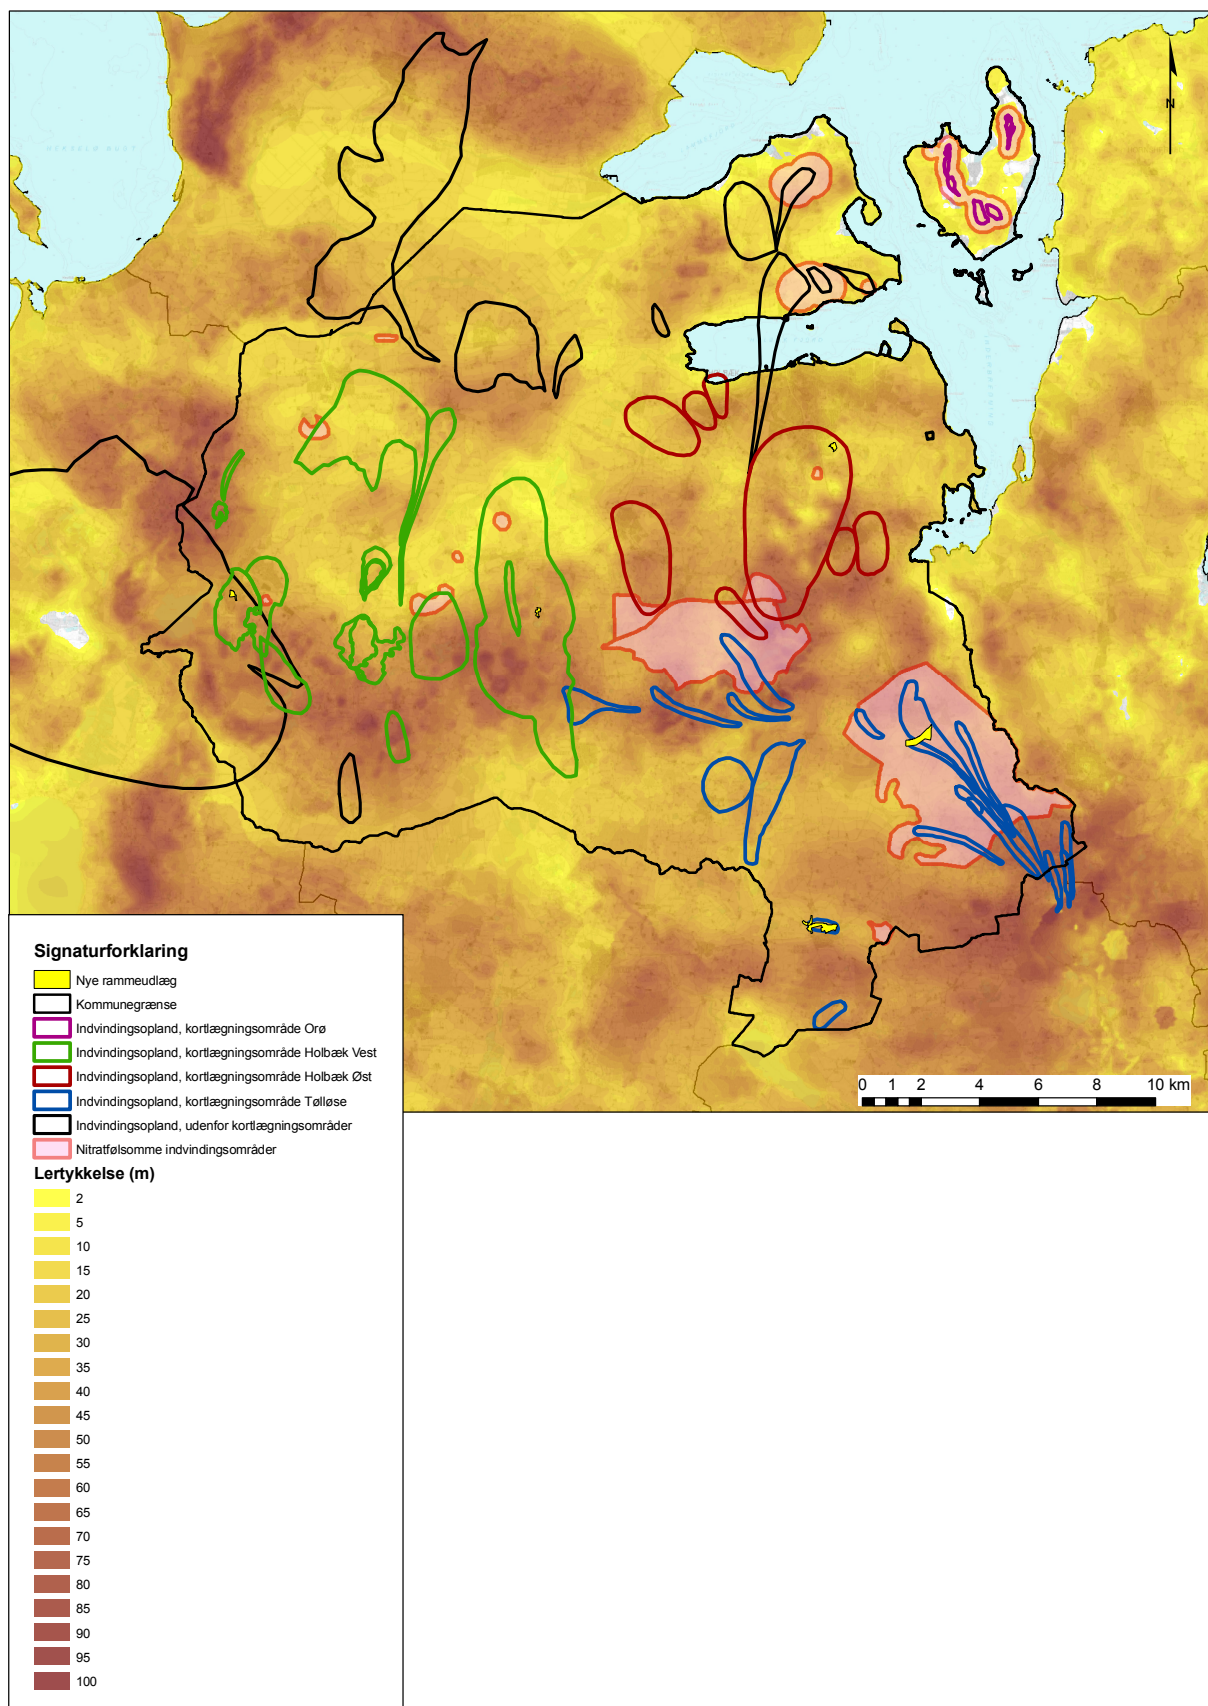 N
0 1 2 4 6 8 10 km
Signaturforklaring
Nye rammeudlæg
Kommunegrænse
Indvindingsopland, kortlægningsområde Orø
Indvindingsopland, kortlægningsområde Holbæk Vest
Indvindingsopland, kortlægningsområde Holbæk Øst
Indvindingsopland, kortlægningsområde Tølløse
Indvindingsopland, udenfor kortlægningsområder
Nitratfølsomme indvindingsområder
Lertykkelse (m)
2
5
10
15
20
25
30
35
40
45
50
55
60
65
70
75
80
85
90
95
100